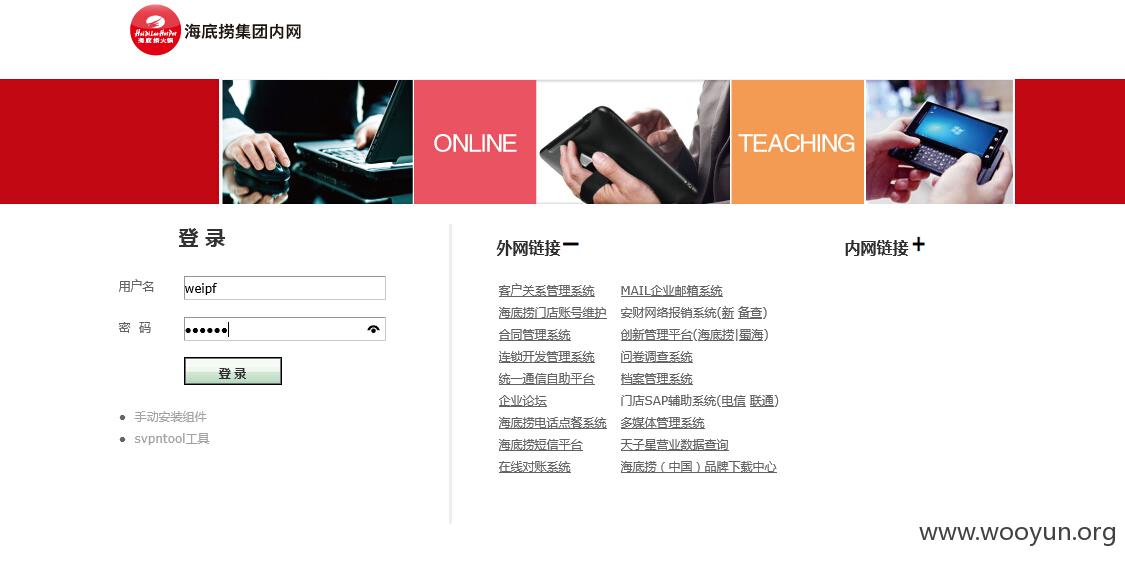 HaiDiLao HotPot
海底捞火锅
海底捞集团内网
ONLINE
TEACHING
登 录
用户名
weipf
密 码
••••••
登 录
手动安装组件
svpntool工具
外网链接
内网链接
客户关系管理系统 MAIL企业邮箱系统
海底捞门店账号维护 安财网络报销系统(新 备查)
合同管理系统 创新管理平台(海底捞|蜀海)
连锁开发管理系统 问卷调查系统
统一通信自助平台 档案管理系统
企业论坛 门店SAP辅助系统(电信 联通)
海底捞电话点餐系统 多媒体管理系统
海底捞短信平台 天子星营业数据查询
在线对账系统 海底捞（中国）品牌下载中心
www.wooyun.org